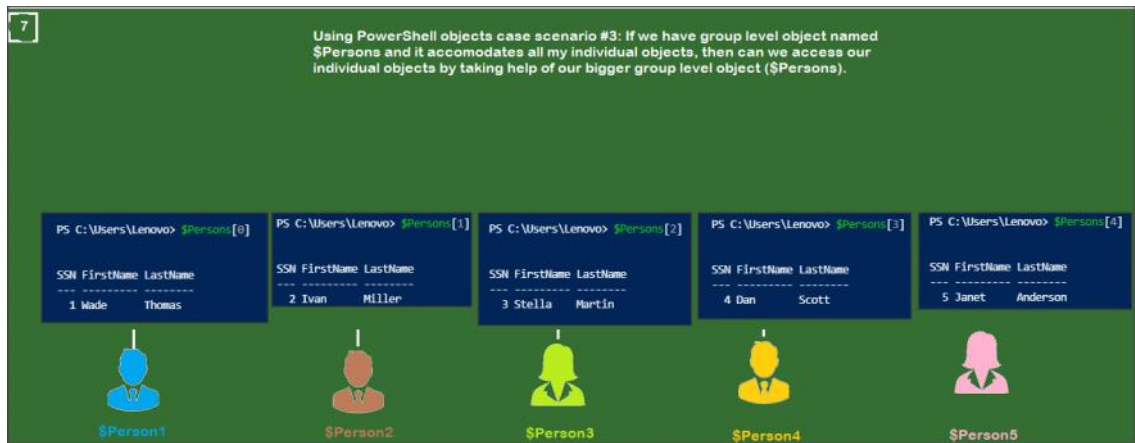 7
Using PowerShell objects case scenario #3: If we have group level object named
$Persons and it accomodates all my individual objects, then can we access our
individual objects by taking help of our bigger group level object ($Persons).
PS C:\Users\Lenovo> $Persons[0]
SSN FirstName LastName
--- --------- --------
1 Wade Thomas
PS C:\Users\Lenovo> $Persons[1]
SSN FirstName LastName
--- --------- --------
2 Ivan Miller
PS C:\Users\Lenovo> $Persons[2]
SSN FirstName LastName
--- --------- --------
3 Stella Martin
PS C:\Users\Lenovo> $Persons[3]
SSN FirstName LastName
--- --------- --------
4 Dan Scott
PS C:\Users\Lenovo> $Persons[4]
SSN FirstName LastName
--- --------- --------
5 Janet Anderson
$Person1
$Person2
$Person3
$Person4
$Person5